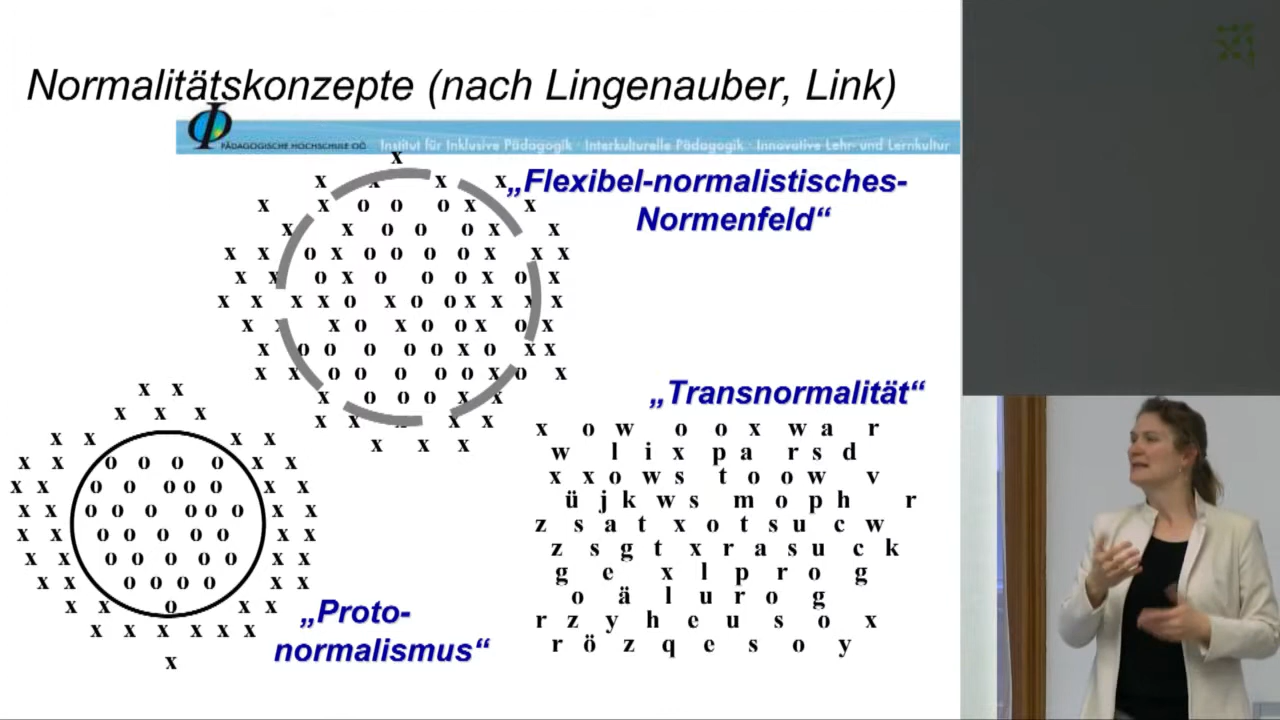 Normalitätskonzepte (nach Lingenauber, Link)
PÄDAGOGISCHE HOCHSCHULE OÖ Institut für Inklusive Pädagogik · Interkulturelle Pädagogik · Innovative Lehr- und Lernkultur
„Flexibel-normalistisches-
Normenfeld“
„Transnormalität“
x o w o o x w a r
w l i x p a r s d
x x o w s t o o w v
ü j k w s m o p h r
z s a t x o t s u c w
z s g t x r a s u c k
g e x l p r o g
o ä l u r o g
r z y h e u s o x
r ö z q e s o y
„Proto-
normalismus“